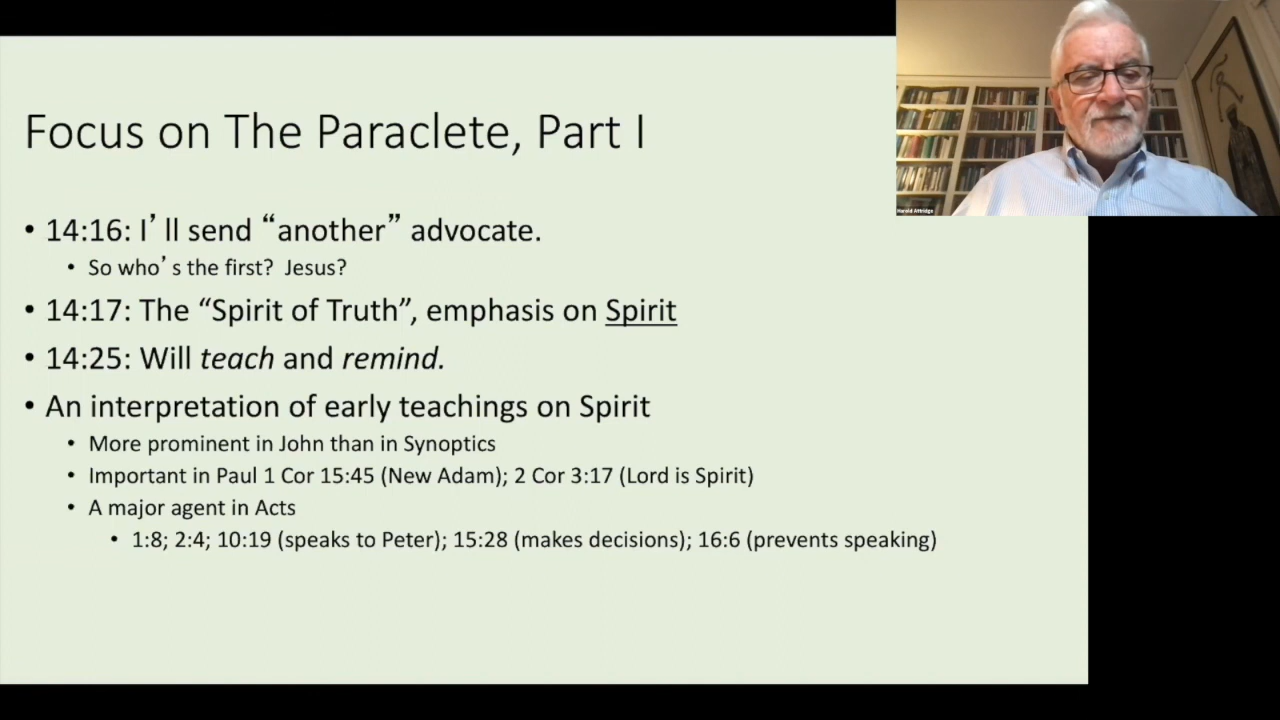 Focus on The Paraclete, Part I
• 14:16: I’ ll send “another” advocate.
• So who’ s the first? Jesus?
• 14:17: The “Spirit of Truth”, emphasis on Spirit
• 14:25: Will teach and remind.
• An interpretation of early teachings on Spirit
• More prominent in John than in Synoptics
• Important in Paul 1 Cor 15:45 (New Adam); 2 Cor 3:17 (Lord is Spirit)
• A major agent in Acts
• 1:8; 2:4; 10:19 (speaks to Peter); 15:28 (makes decisions); 16:6 (prevents speaking)
Harold Attridge